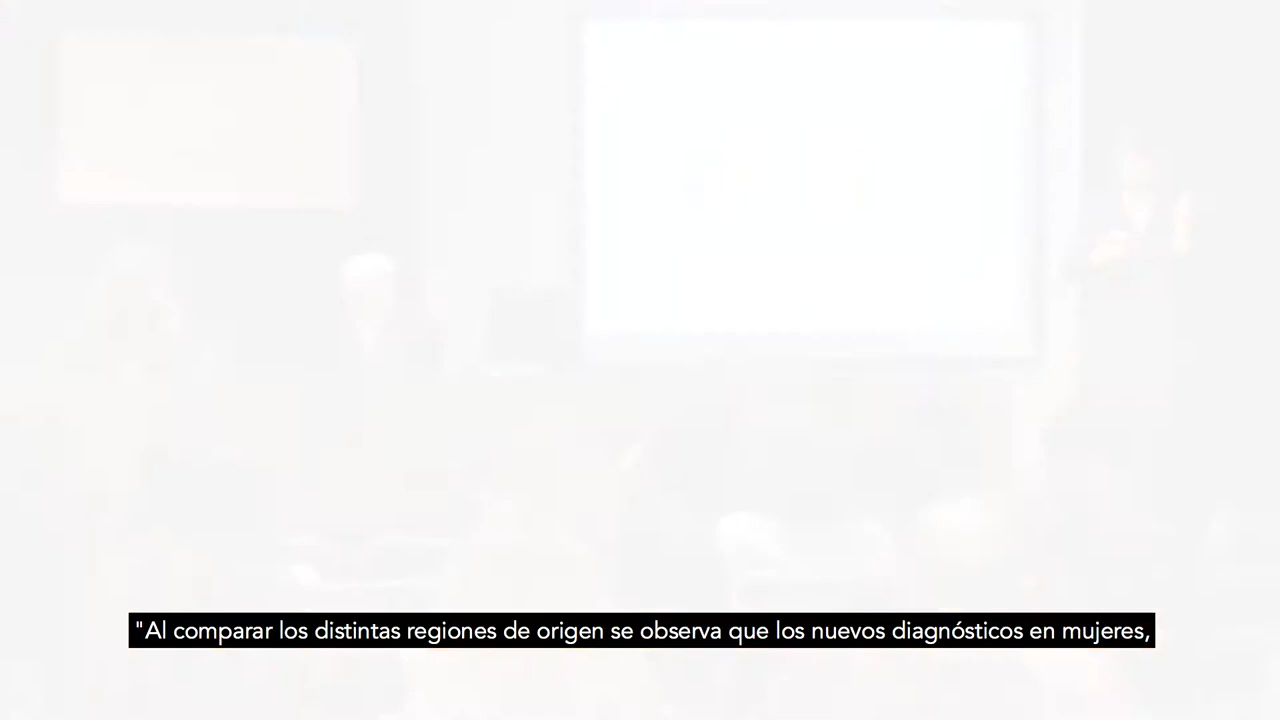 "Al comparar los distintas regiones de origen se observa que los nuevos diagnósticos en mujeres,